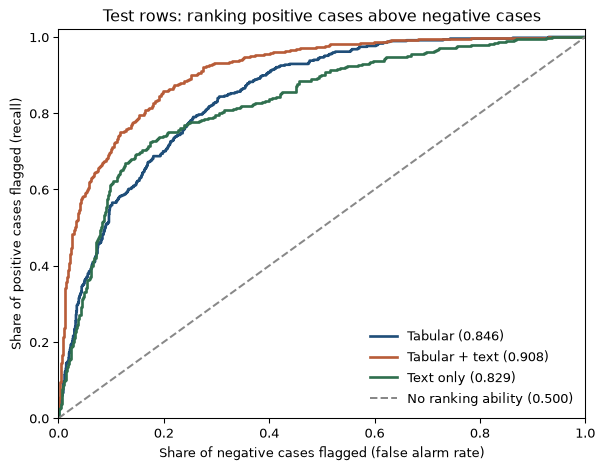 Test rows: ranking positive cases above negative cases
Share of positive cases flagged (recall)
1.0
0.8
0.6
0.4
0.2
0.0
0.0 0.2 0.4 0.6 0.8 1.0
Share of negative cases flagged (false alarm rate)
Tabular (0.846)
Tabular + text (0.908)
Text only (0.829)
No ranking ability (0.500)